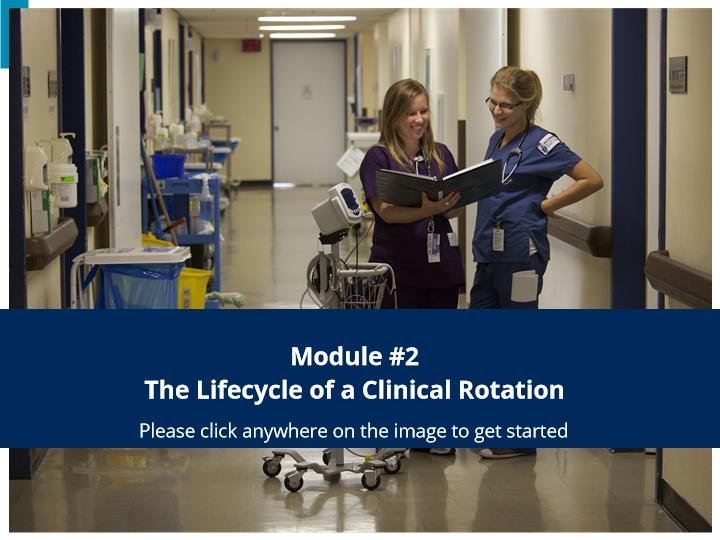 Module #2
The Lifecycle of a Clinical Rotation
Please click anywhere on the image to get started